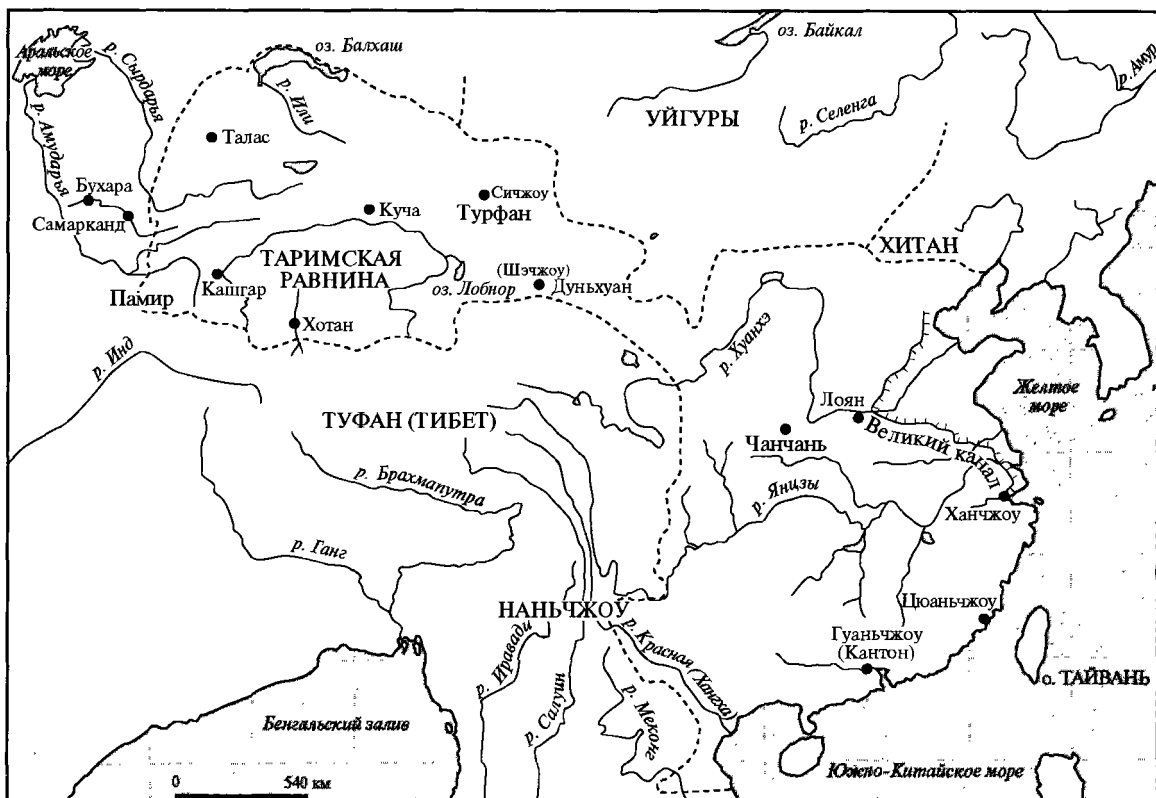 оз. Байкал
оз. Балхаш
Аральское
море
р. Сырдарья
р. Амур
р. Или
р. Амударья
УЙГУРЫ
р. Селенга
Талас
Бухара
Сичжоу
Самарканд
Куча
Турфан
ХИТАН
ТАРИМСКАЯ
РАВНИНА
(Шэчжоу)
Памир
Кашгар
оз. Лобнор
Дуньхуан
Хотан
р. Хуанхэ
р. Инд
Желтое
море
Лоян
ТУФАН (ТИБЕТ)
Чанчань
Великий канал
р. Брахмапутра
р. Янцзы
Ханчжоу
р. Ганг
НАНЬЧЖОУ
Цюаньчжоу
р. Красная (Хангха)
Гуаньчжоу
(Кантон)
р. Иравади
о. ТАЙВАНЬ
р. Салуин
р. Меконг
Бенгальский залив
Южно-Китайское море
0 540 км